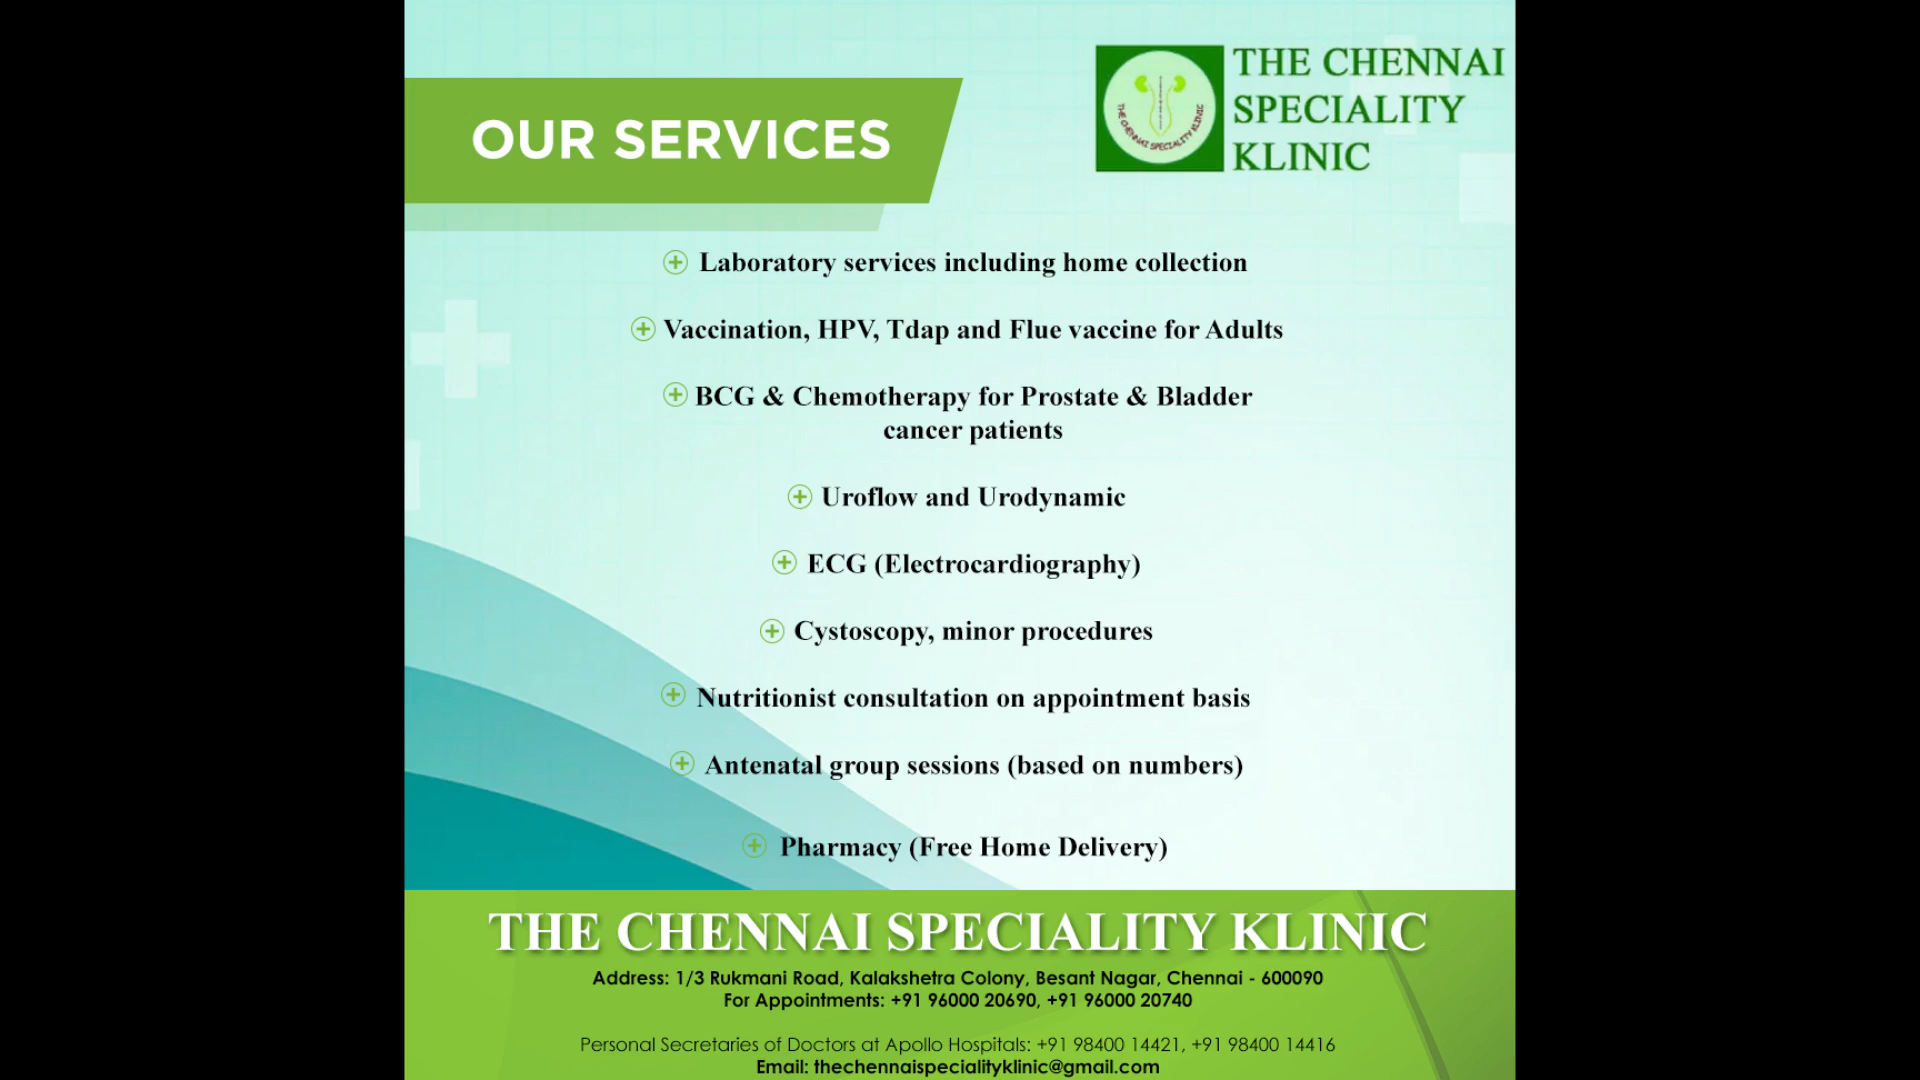 OUR SERVICES
THE CHENNAI
SPECIALITY
KLINIC
THE CHENNAI SPECIALITY KLINIC
Laboratory services including home collection
Vaccination, HPV, Tdap and Flue vaccine for Adults
BCG & Chemotherapy for Prostate & Bladder
cancer patients
Uroflow and Urodynamic
ECG (Electrocardiography)
Cystoscopy, minor procedures
Nutritionist consultation on appointment basis
Antenatal group sessions (based on numbers)
Pharmacy (Free Home Delivery)
THE CHENNAI SPECIALITY KLINIC
Address: 1/3 Rukmani Road, Kalakshetra Colony, Besant Nagar, Chennai - 600090
For Appointments: +91 96000 20690, +91 96000 20740
Personal Secretaries of Doctors at Apollo Hospitals: +91 98400 14421, +91 98400 14416
Email: thechennaispecialityklinic@gmail.com